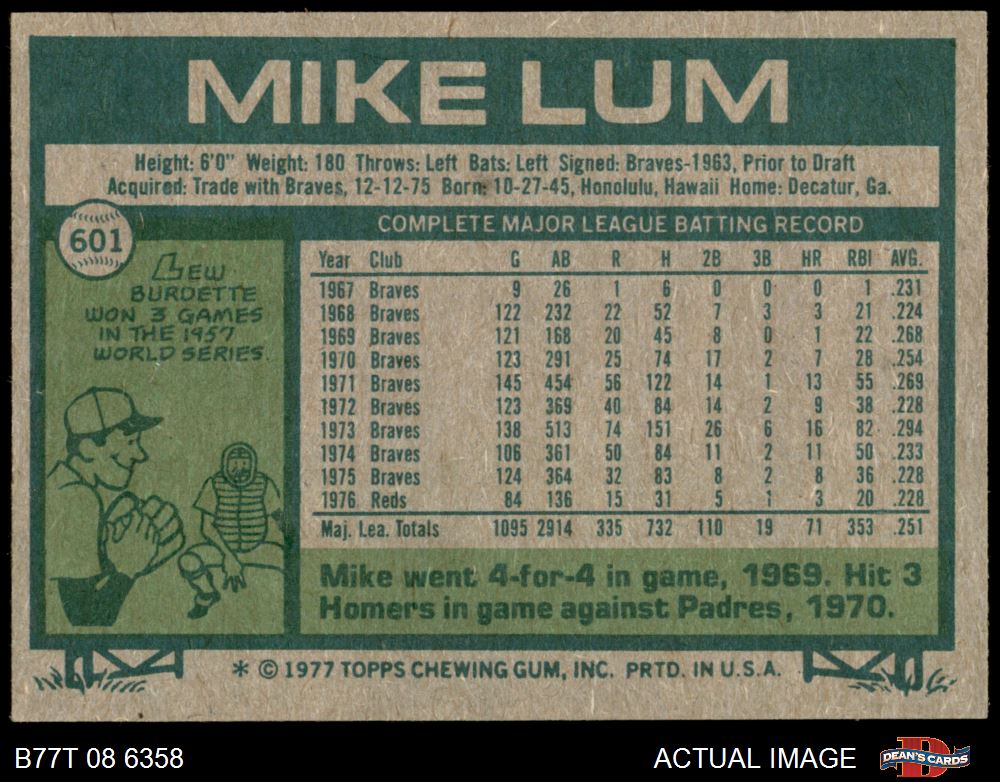 MIKE LUM
Height: 6'0" Weight: 180 Throws: Left Bats: Left Signed: Braves-1963, Prior to Draft
Acquired: Trade with Braves, 12-12-75 Born: 10-27-45, Honolulu, Hawaii Home: Decatur, Ga.
601
LEW
BURDETTE
WON 3 GAMES
IN THE 1957
WORLD SERIES.
COMPLETE MAJOR LEAGUE BATTING RECORD
Year Club G AB R H 2B 3B HR RBI AVG.
1967 Braves 9 26 1 6 0 0 0 1 .231
1968 Braves 122 232 22 52 7 3 3 21 .224
1969 Braves 121 168 20 45 8 0 1 22 .268
1970 Braves 123 291 25 74 17 2 7 28 .254
1971 Braves 145 454 56 122 14 1 13 55 .269
1972 Braves 123 369 40 84 14 2 9 38 .228
1973 Braves 138 513 74 151 26 6 16 82 .294
1974 Braves 106 361 50 84 11 2 11 50 .233
1975 Braves 124 364 32 83 8 2 8 36 .228
1976 Reds 84 136 15 31 5 1 3 20 .228
Maj. Lea. Totals 1095 2914 335 732 110 19 71 353 .251
Mike went 4-for-4 in game, 1969. Hit 3
Homers in game against Padres, 1970.
* © 1977 TOPPS CHEWING GUM, INC. PRTD. IN U.S.A.
B77T 08 6358
ACTUAL IMAGE
DEAN'S CARDS